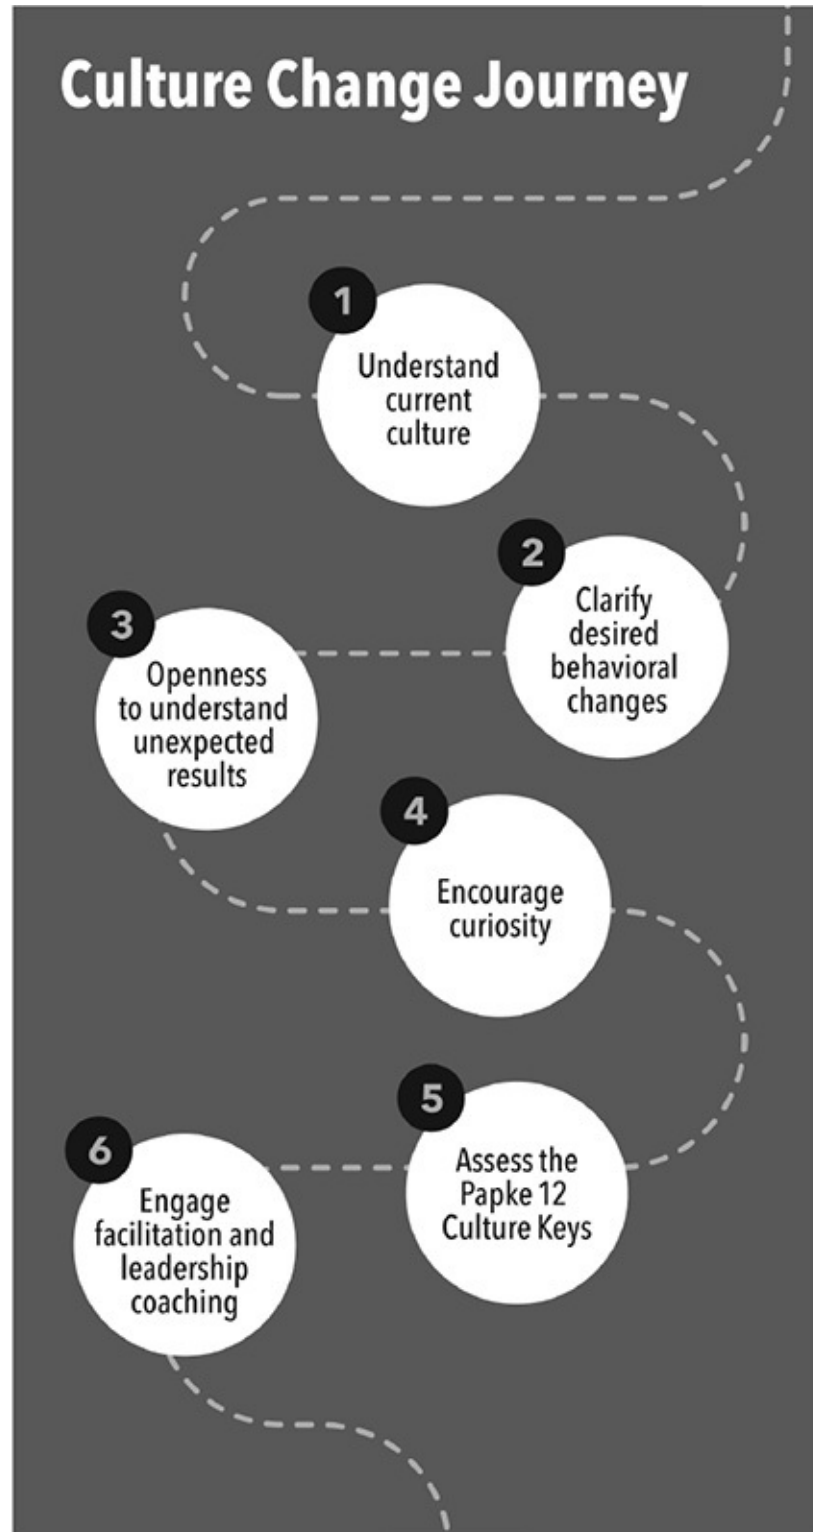 Culture Change Journey
1
Understand
current
culture
2
Clarify
desired
behavioral
changes
3
Openness
to understand
unexpected
results
4
Encourage
curiosity
5
Assess the
Papke 12
Culture Keys
6
Engage
facilitation and
leadership
coaching